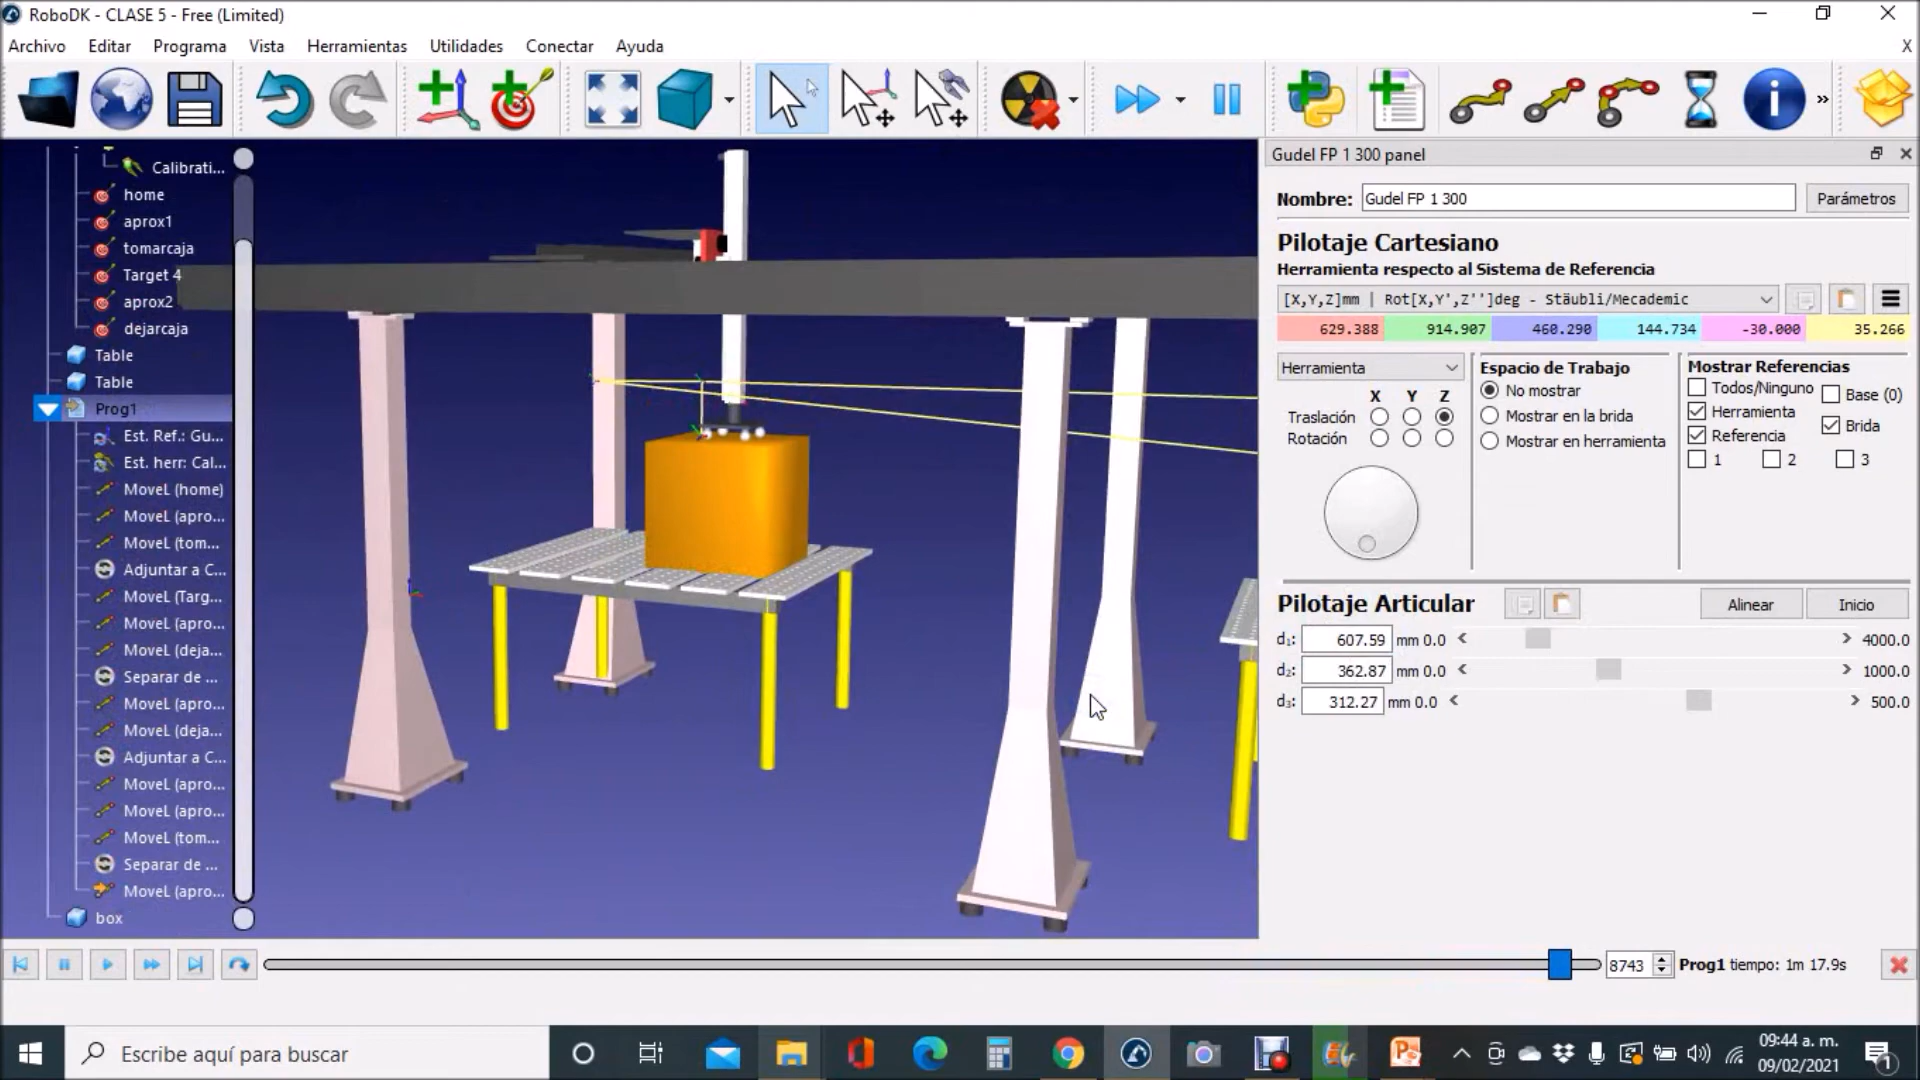 RoboDK - CLASE 5 - Free (Limited)
Archivo Editar Programa Vista Herramientas Utilidades Conectar Ayuda X
»
Calibrati...
home
aprox1
tomarcaja
Target 4
aprox2
dejarcaja
Table
Table
Prog1
Est. Ref.: Gu...
Est. herr: Cal...
MoveL (home)
MoveL (apro...
MoveL (tom...
Adjuntar a C...
MoveL (Targ...
MoveL (apro...
MoveL (deja...
Separar de ...
MoveL (apro...
MoveL (deja...
Adjuntar a C...
MoveL (apro...
MoveL (apro...
MoveL (tom...
Separar de ...
MoveL (apro...
box
Gudel FP 1 300 panel
Nombre: Gudel FP 1 300 Parámetros
Pilotaje Cartesiano
Herramienta respecto al Sistema de Referencia
[X,Y,Z]mm | Rot[X,Y',Z'']deg - Stäubli/Mecademic
629.388 914.907 460.290 144.734 -30.000 35.266
Herramienta
X Y Z
Traslación
Rotación
Espacio de Trabajo
No mostrar
Mostrar en la brida
Mostrar en herramienta
Mostrar Referencias
Todos/Ninguno Base (0)
Herramienta
Referencia Brida
1 2 3
Pilotaje Articular Alinear Inicio
d₁: 607.59 mm 0.0 < > 4000.0
d₂: 362.87 mm 0.0 < > 1000.0
d₃: 312.27 mm 0.0 < > 500.0
8743 Prog1 tiempo: 1m 17.9s
Escribe aquí para buscar
09:44 a. m.
09/02/2021
1